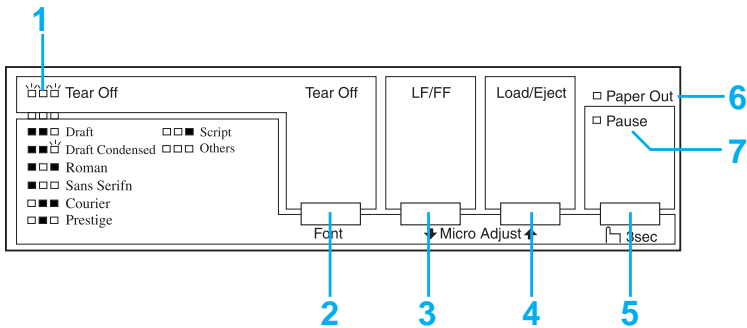 1
Tear Off
Tear Off
LF/FF
Load/Eject
Paper Out
6
Pause
7
Draft
Script
Draft Condensed
Others
Roman
Sans Serifn
Courier
Prestige
Font
Micro Adjust
3sec
2
3
4
5